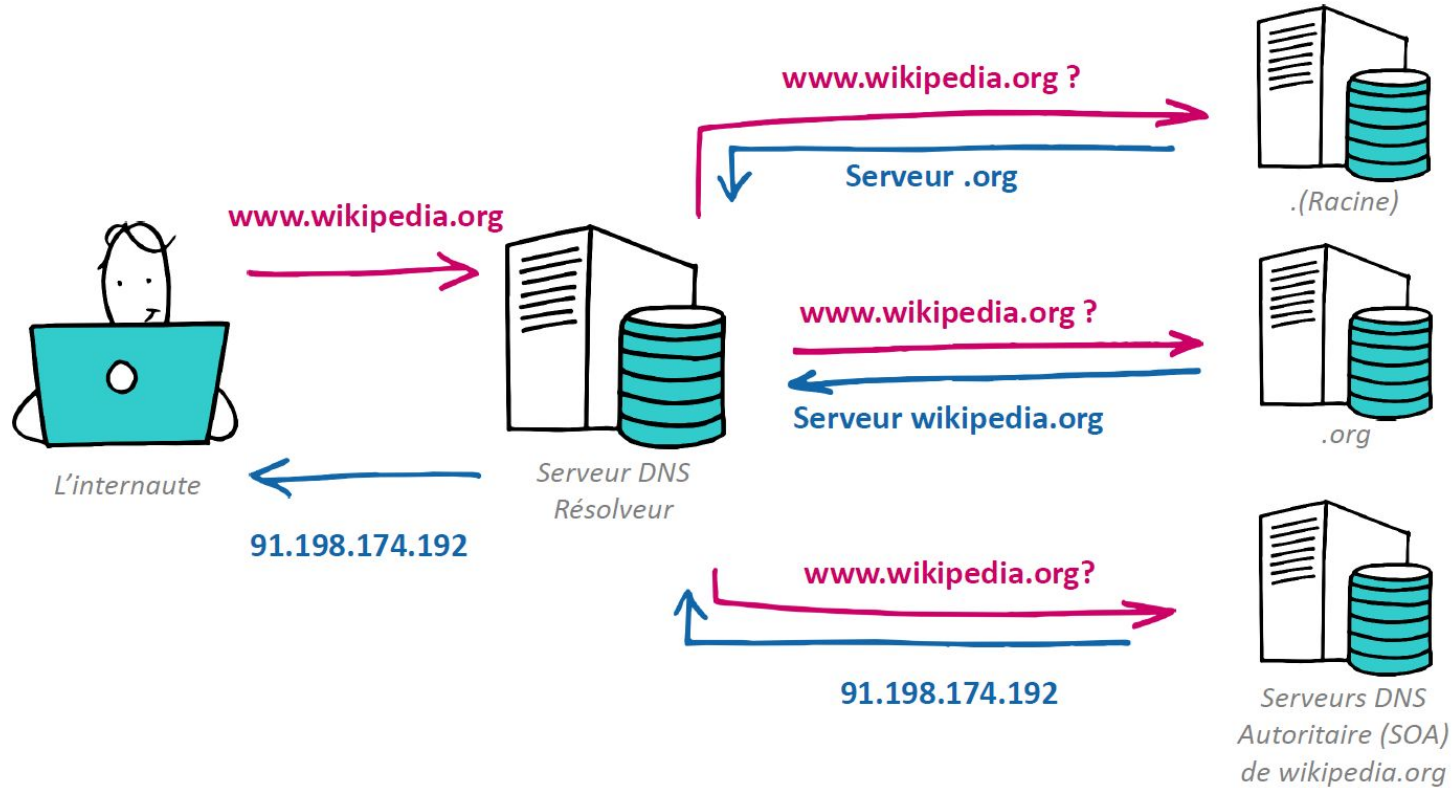 www.wikipedia.org ?
Serveur .org
.(Racine)
www.wikipedia.org
www.wikipedia.org ?
Serveur wikipedia.org
.org
L'internaute
Serveur DNS
Résolveur
91.198.174.192
www.wikipedia.org?
91.198.174.192
Serveurs DNS
Autoritaire (SOA)
de wikipedia.org